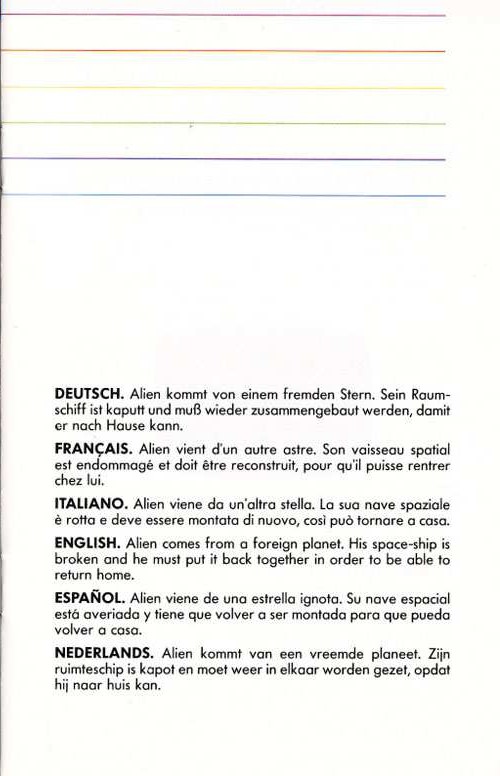 DEUTSCH. Alien kommt von einem fremden Stern. Sein Raum-
schiff ist kaputt und muß wieder zusammengebaut werden, damit
er nach Hause kann.
FRANÇAIS. Alien vient d'un autre astre. Son vaisseau spatial
est endommagé et doit être reconstruit, pour qu'il puisse rentrer
chez lui.
ITALIANO. Alien viene da un'altra stella. La sua nave spaziale
è rotta e deve essere montata di nuovo, così può tornare a casa.
ENGLISH. Alien comes from a foreign planet. His space-ship is
broken and he must put it back together in order to be able to
return home.
ESPAÑOL. Alien viene de una estrella ignota. Su nave espacial
está averiada y tiene que volver a ser montada para que pueda
volver a casa.
NEDERLANDS. Alien kommt van een vreemde planeet. Zijn
ruimteschip is kapot en moet weer in elkaar worden gezet, opdat
hij naar huis kan.